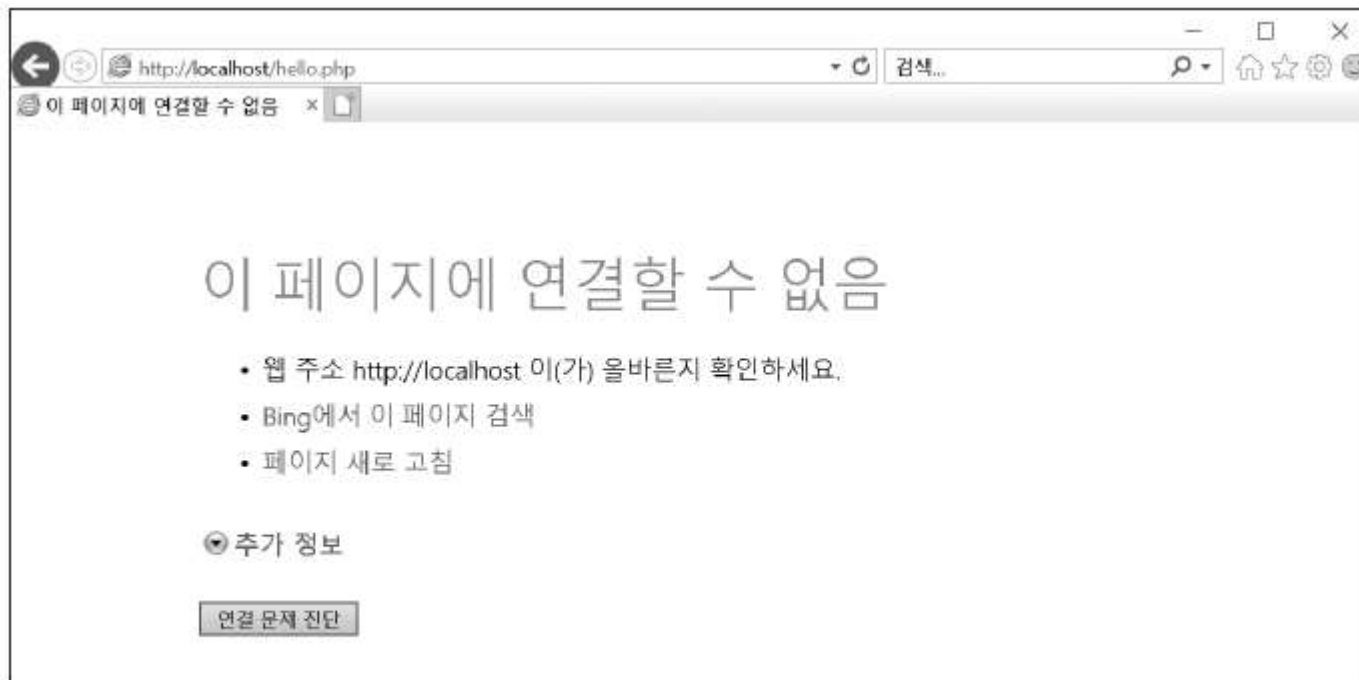 http://localhost/hello.php 검색...
이 페이지에 연결할 수 없음
이 페이지에 연결할 수 없음
• 웹 주소 http://localhost 이(가) 올바른지 확인하세요.
• Bing에서 이 페이지 검색
• 페이지 새로 고침
추가 정보
연결 문제 진단